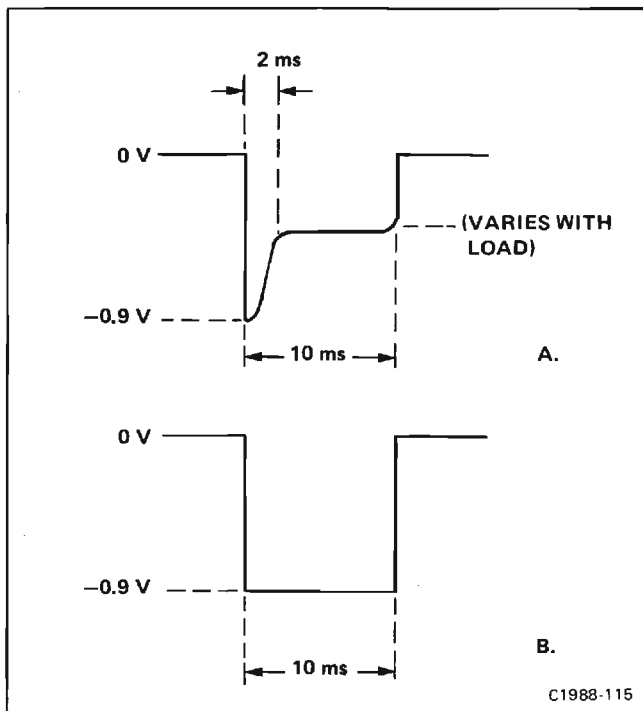 2 ms
0 V
(VARIES WITH
LOAD)
−0.9 V
10 ms
A.
0 V
−0.9 V
10 ms
B.
C1988-115